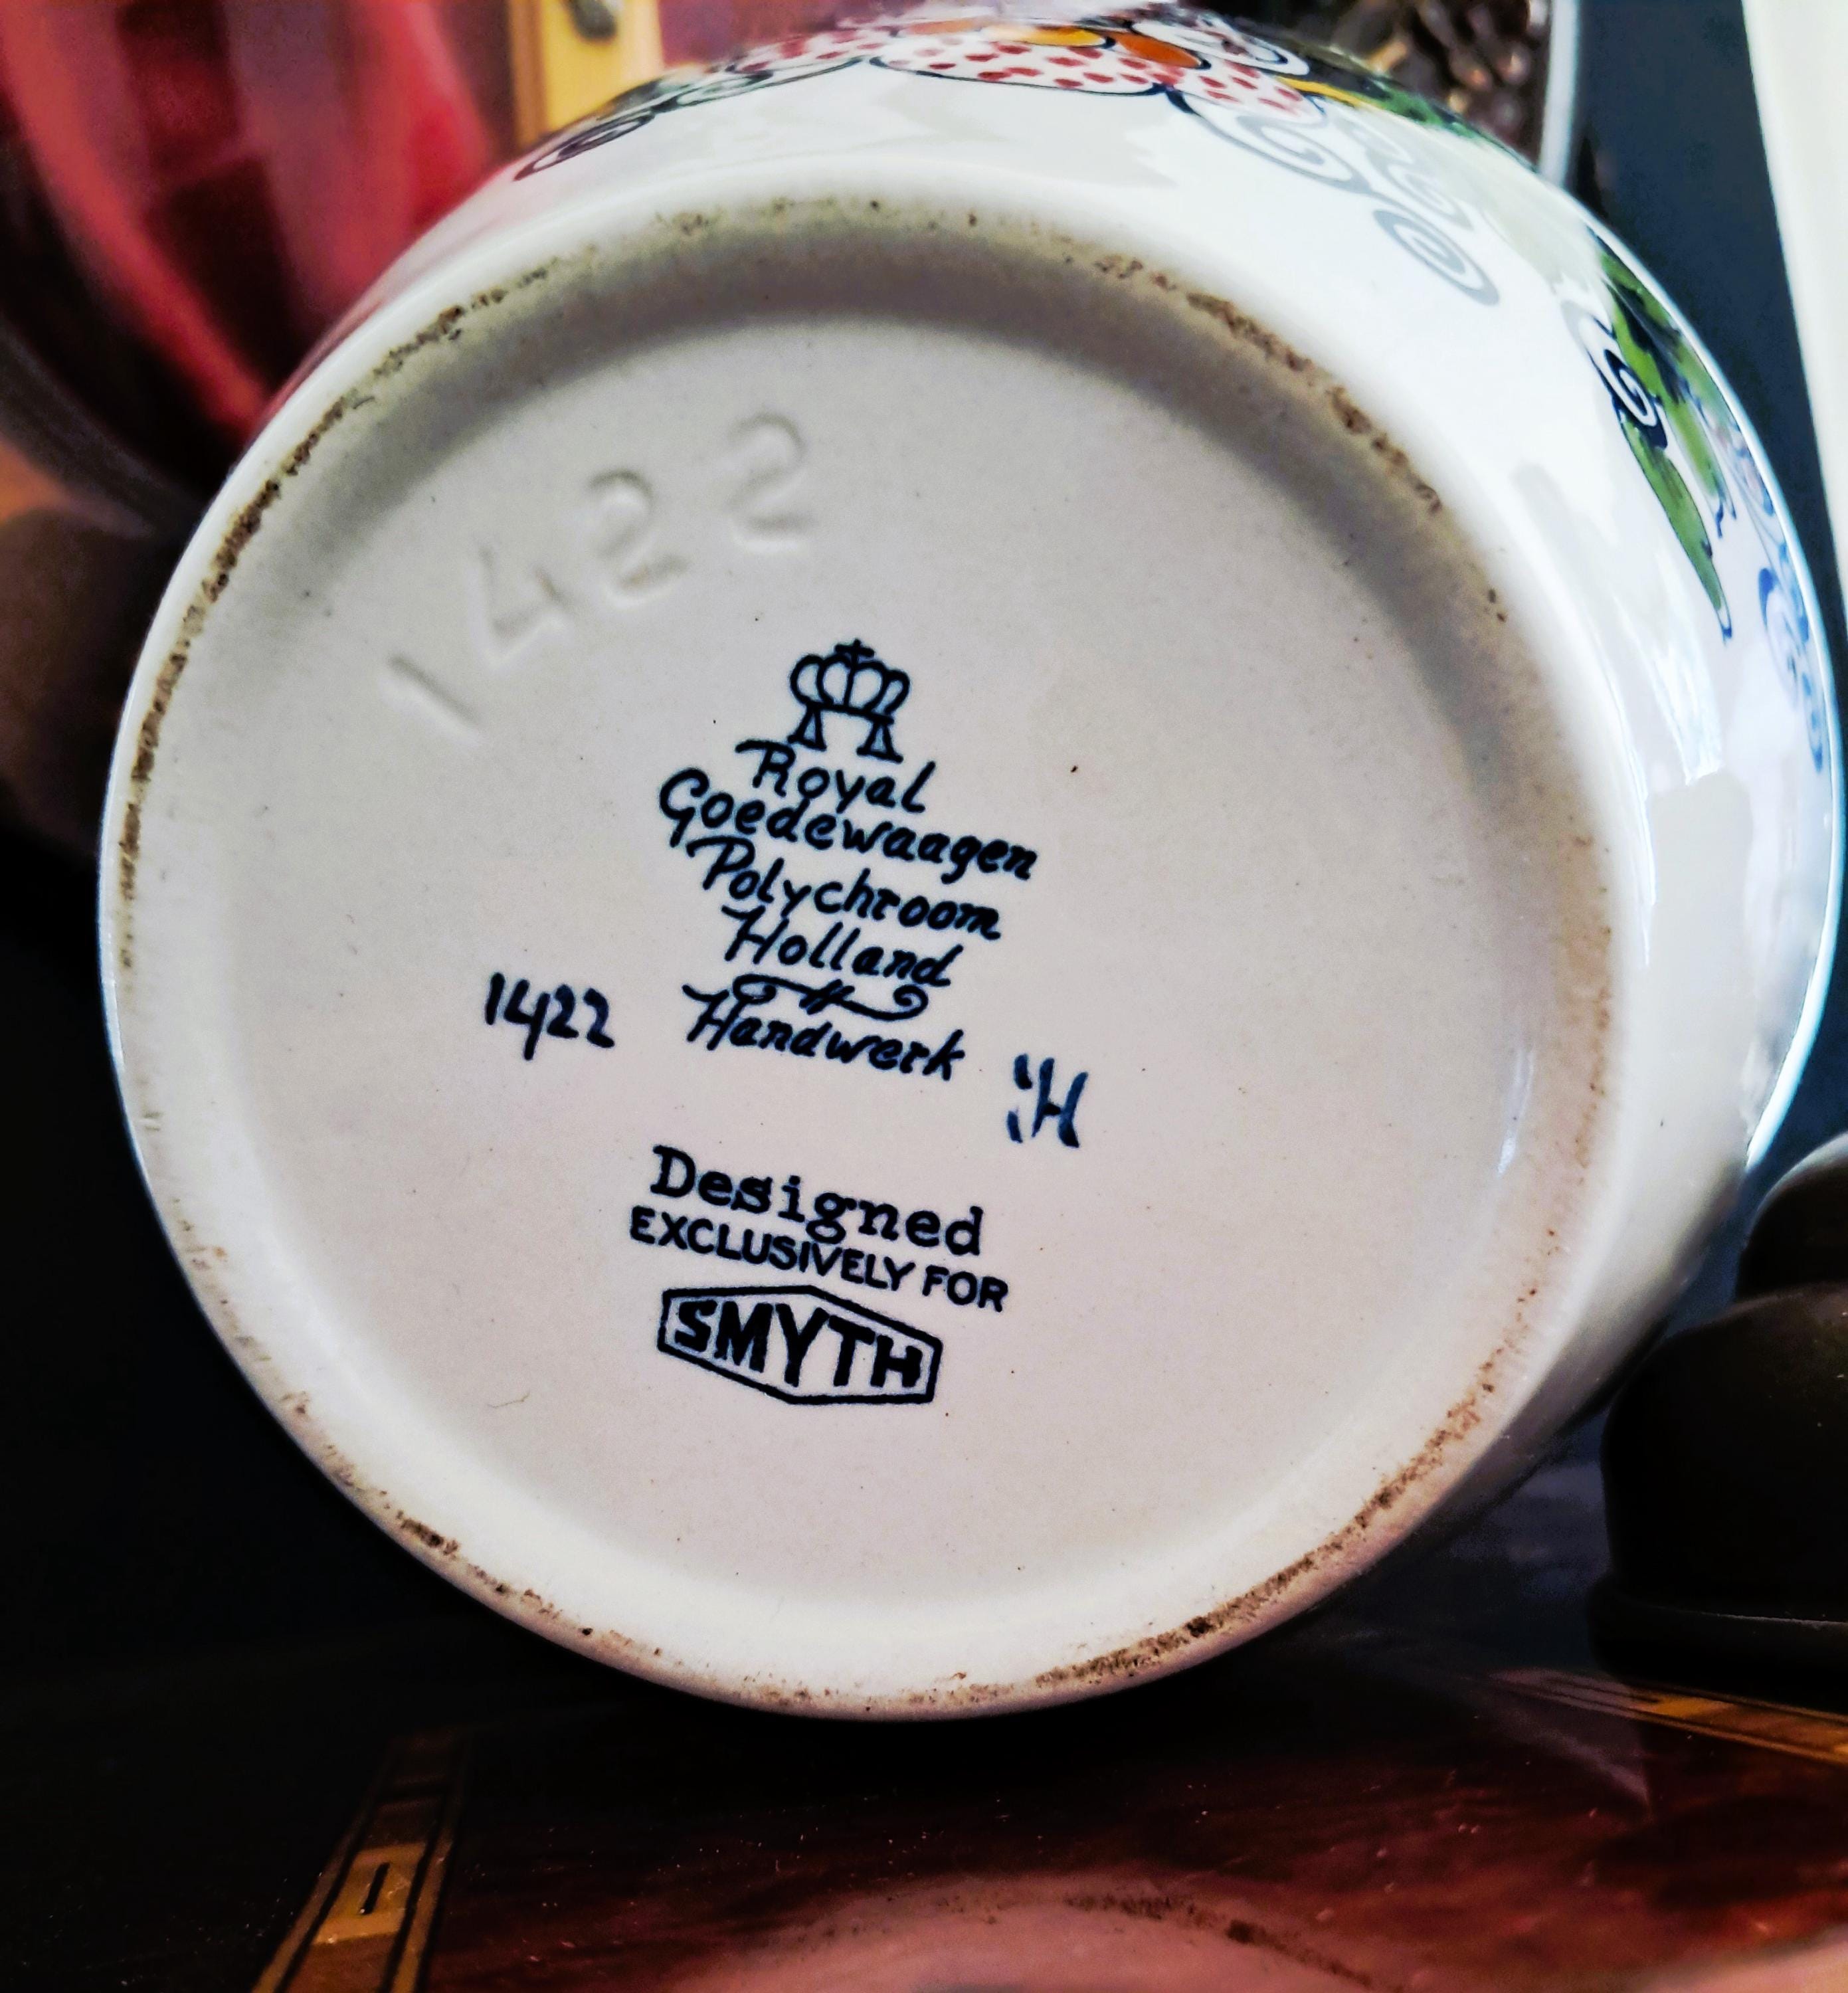 1422
Royal
Goedewaagen
Polychroom
Holland
Handwerk
1422
H
Designed
EXCLUSIVELY FOR
SMYTH